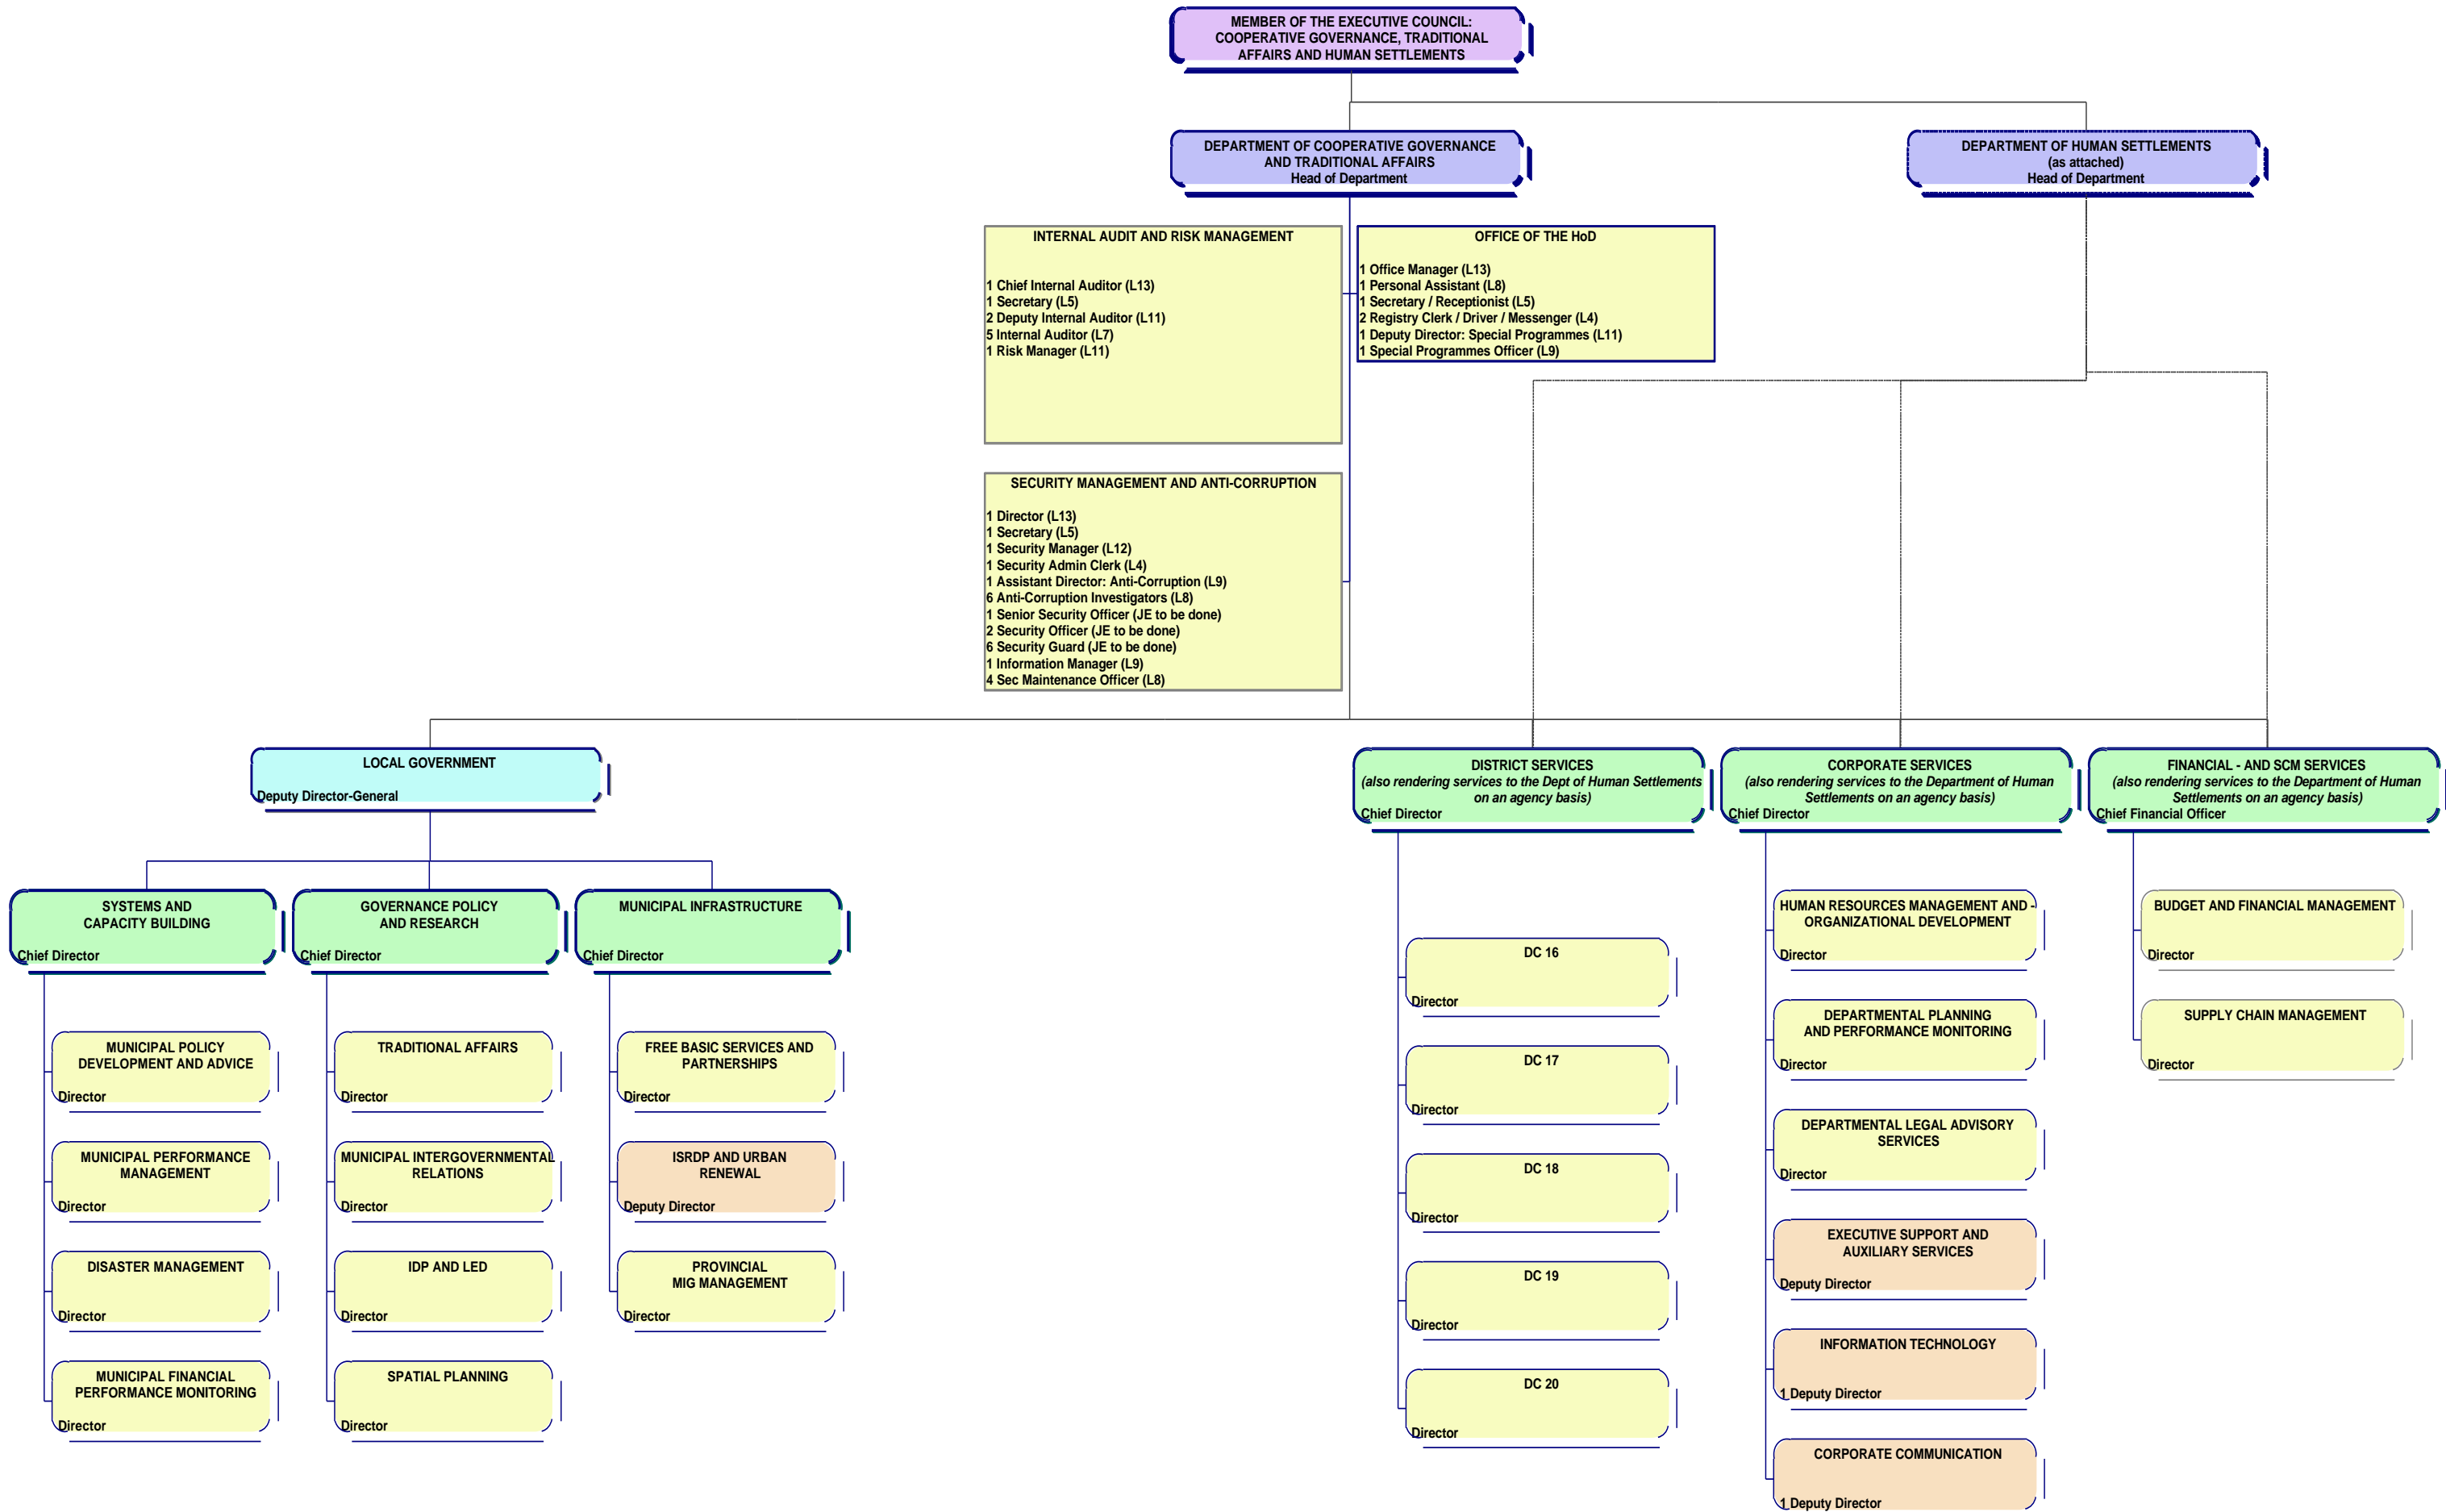 MEMBER OF THE EXECUTIVE COUNCIL:
COOPERATIVE GOVERNANCE, TRADITIONAL
AFFAIRS AND HUMAN SETTLEMENTS
DEPARTMENT OF COOPERATIVE GOVERNANCE
AND TRADITIONAL AFFAIRS
Head of Department
DEPARTMENT OF HUMAN SETTLEMENTS
(as attached)
Head of Department
INTERNAL AUDIT AND RISK MANAGEMENT
1 Chief Internal Auditor (L13)
1 Secretary (L5)
2 Deputy Internal Auditor (L11)
5 Internal Auditor (L7)
1 Risk Manager (L11)
OFFICE OF THE HoD
1 Office Manager (L13)
1 Personal Assistant (L8)
1 Secretary / Receptionist (L5)
2 Registry Clerk / Driver / Messenger (L4)
1 Deputy Director: Special Programmes (L11)
1 Special Programmes Officer (L9)
SECURITY MANAGEMENT AND ANTI-CORRUPTION
1 Director (L13)
1 Secretary (L5)
1 Security Manager (L12)
1 Security Admin Clerk (L4)
1 Assistant Director: Anti-Corruption (L9)
6 Anti-Corruption Investigators (L8)
1 Senior Security Officer (JE to be done)
2 Security Officer (JE to be done)
6 Security Guard (JE to be done)
1 Information Manager (L9)
4 Sec Maintenance Officer (L8)
LOCAL GOVERNMENT
Deputy Director-General
DISTRICT SERVICES
(also rendering services to the Dept of Human Settlements
on an agency basis)
Chief Director
CORPORATE SERVICES
(also rendering services to the Department of Human
Settlements on an agency basis)
Chief Director
FINANCIAL - AND SCM SERVICES
(also rendering services to the Department of Human
Settlements on an agency basis)
Chief Financial Officer
SYSTEMS AND
CAPACITY BUILDING
Chief Director
GOVERNANCE POLICY
AND RESEARCH
Chief Director
MUNICIPAL INFRASTRUCTURE
Chief Director
MUNICIPAL POLICY
DEVELOPMENT AND ADVICE
Director
MUNICIPAL PERFORMANCE
MANAGEMENT
Director
DISASTER MANAGEMENT
Director
MUNICIPAL FINANCIAL
PERFORMANCE MONITORING
Director
TRADITIONAL AFFAIRS
Director
MUNICIPAL INTERGOVERNMENTAL
RELATIONS
Director
IDP AND LED
Director
SPATIAL PLANNING
Director
FREE BASIC SERVICES AND
PARTNERSHIPS
Director
ISRDP AND URBAN
RENEWAL
Deputy Director
PROVINCIAL
MIG MANAGEMENT
Director
DC 16
Director
DC 17
Director
DC 18
Director
DC 19
Director
DC 20
Director
HUMAN RESOURCES MANAGEMENT AND -
ORGANIZATIONAL DEVELOPMENT
Director
DEPARTMENTAL PLANNING
AND PERFORMANCE MONITORING
Director
DEPARTMENTAL LEGAL ADVISORY
SERVICES
Director
EXECUTIVE SUPPORT AND
AUXILIARY SERVICES
Deputy Director
INFORMATION TECHNOLOGY
1 Deputy Director
CORPORATE COMMUNICATION
1 Deputy Director
BUDGET AND FINANCIAL MANAGEMENT
Director
SUPPLY CHAIN MANAGEMENT
Director